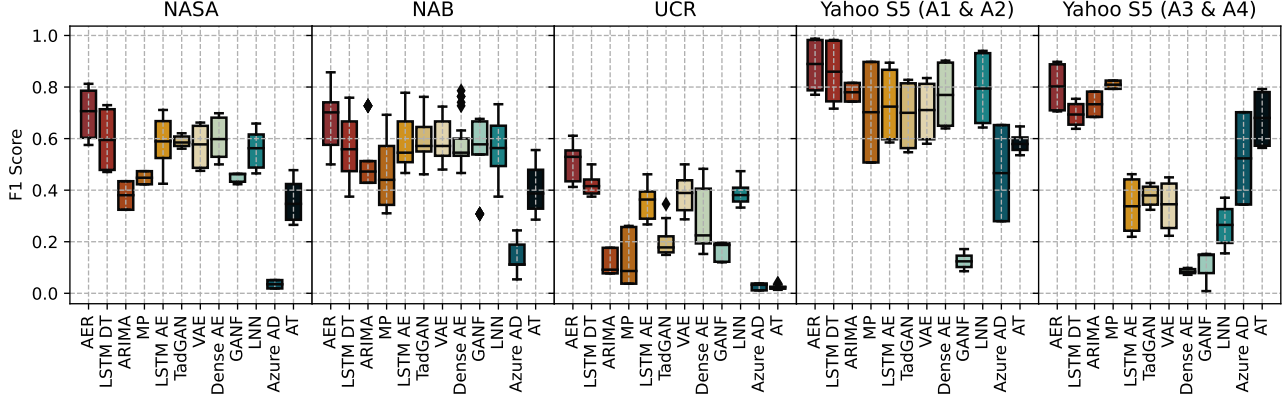 NASA NAB UCR Yahoo S5 (A1 & A2) Yahoo S5 (A3 & A4)
F1 Score
1.0
0.8
0.6
0.4
0.2
0.0
AER LSTM DT ARIMA MP LSTM AE TadGAN VAE Dense AE GANF LNN Azure AD AT
AER LSTM DT ARIMA MP LSTM AE TadGAN VAE Dense AE GANF LNN Azure AD AT
AER LSTM DT ARIMA MP LSTM AE TadGAN VAE Dense AE GANF LNN Azure AD AT
AER LSTM DT ARIMA MP LSTM AE TadGAN VAE Dense AE GANF LNN Azure AD AT
AER LSTM DT ARIMA MP LSTM AE TadGAN VAE Dense AE GANF LNN Azure AD AT